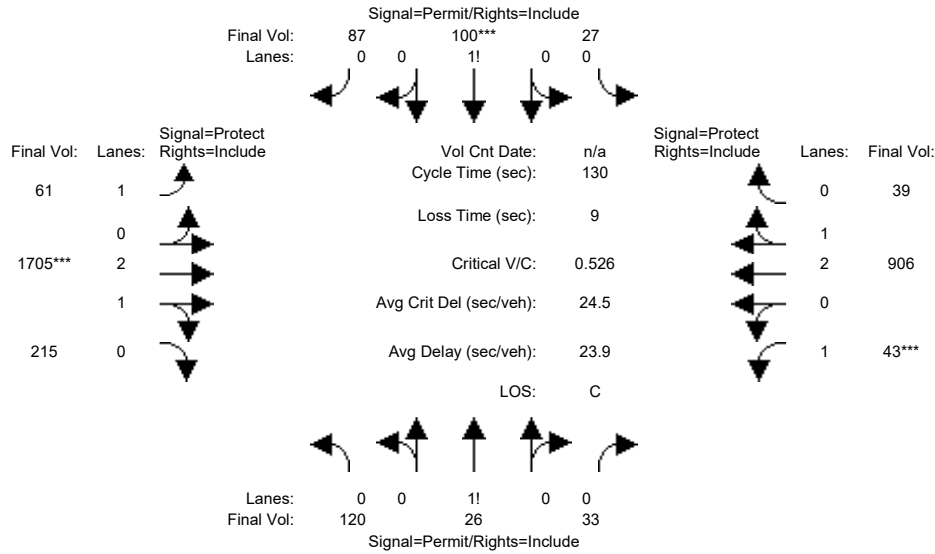 Signal=Permit/Rights=Include
Final Vol: 87 100*** 27
Lanes: 0 0 1! 0 0
Signal=Protect Signal=Protect
Final Vol: Lanes: Rights=Include Vol Cnt Date: n/a Rights=Include Lanes: Final Vol:
Cycle Time (sec): 130
61 1 0 39
Loss Time (sec): 9
0 1
1705*** 2 Critical V/C: 0.526 2 906
1 Avg Crit Del (sec/veh): 24.5 0
215 0 Avg Delay (sec/veh): 23.9 1 43***
LOS: C
Lanes: 0 0 1! 0 0
Final Vol: 120 26 33
Signal=Permit/Rights=Include